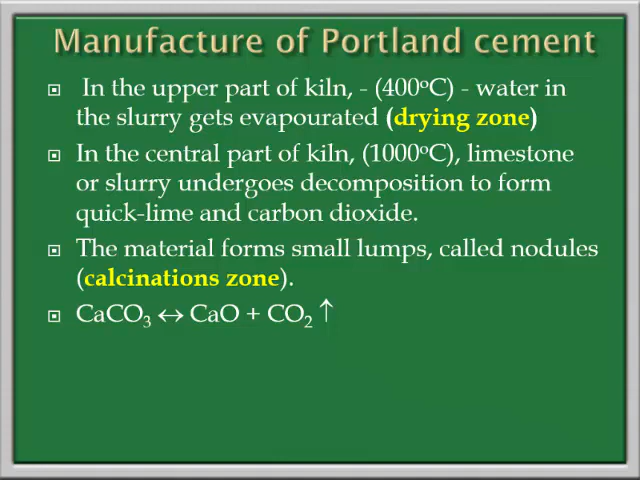 Manufacture of Portland cement
In the upper part of kiln, - (400°C) - water in
the slurry gets evapourated (drying zone)
In the central part of kiln, (1000°C), limestone
or slurry undergoes decomposition to form
quick-lime and carbon dioxide.
The material forms small lumps, called nodules
(calcinations zone).
CaCO₃ ↔ CaO + CO₂ ↑